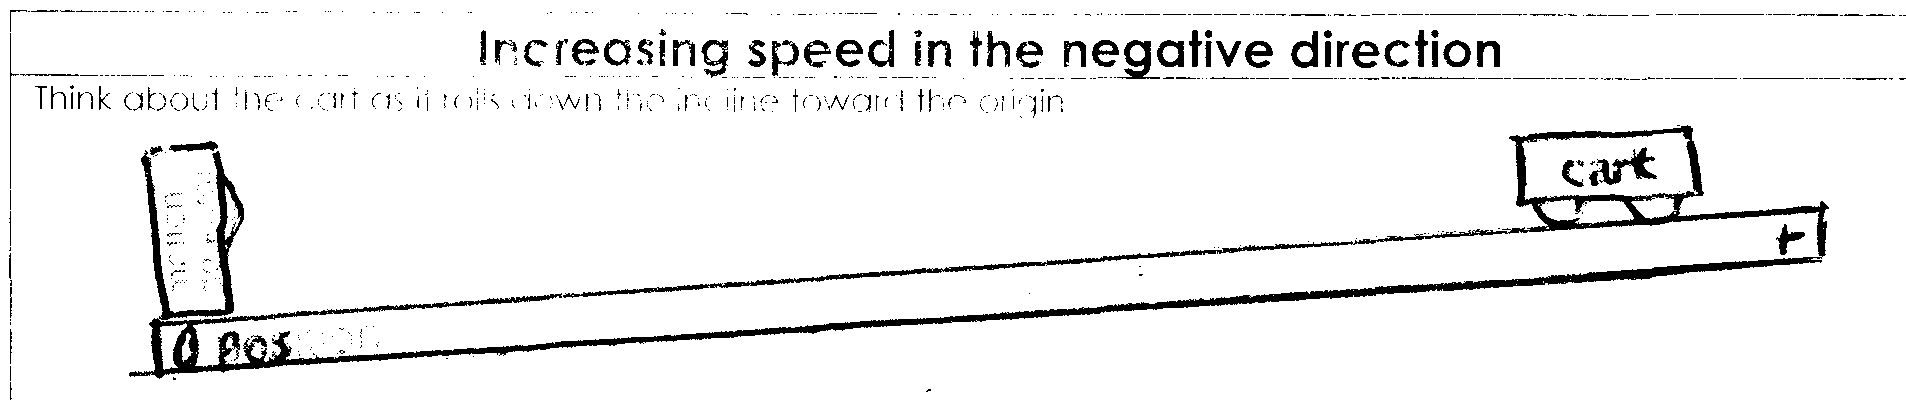 Increasing speed in the negative direction
Think about the cart as it rolls down the incline toward the origin
cart
+
0 pos